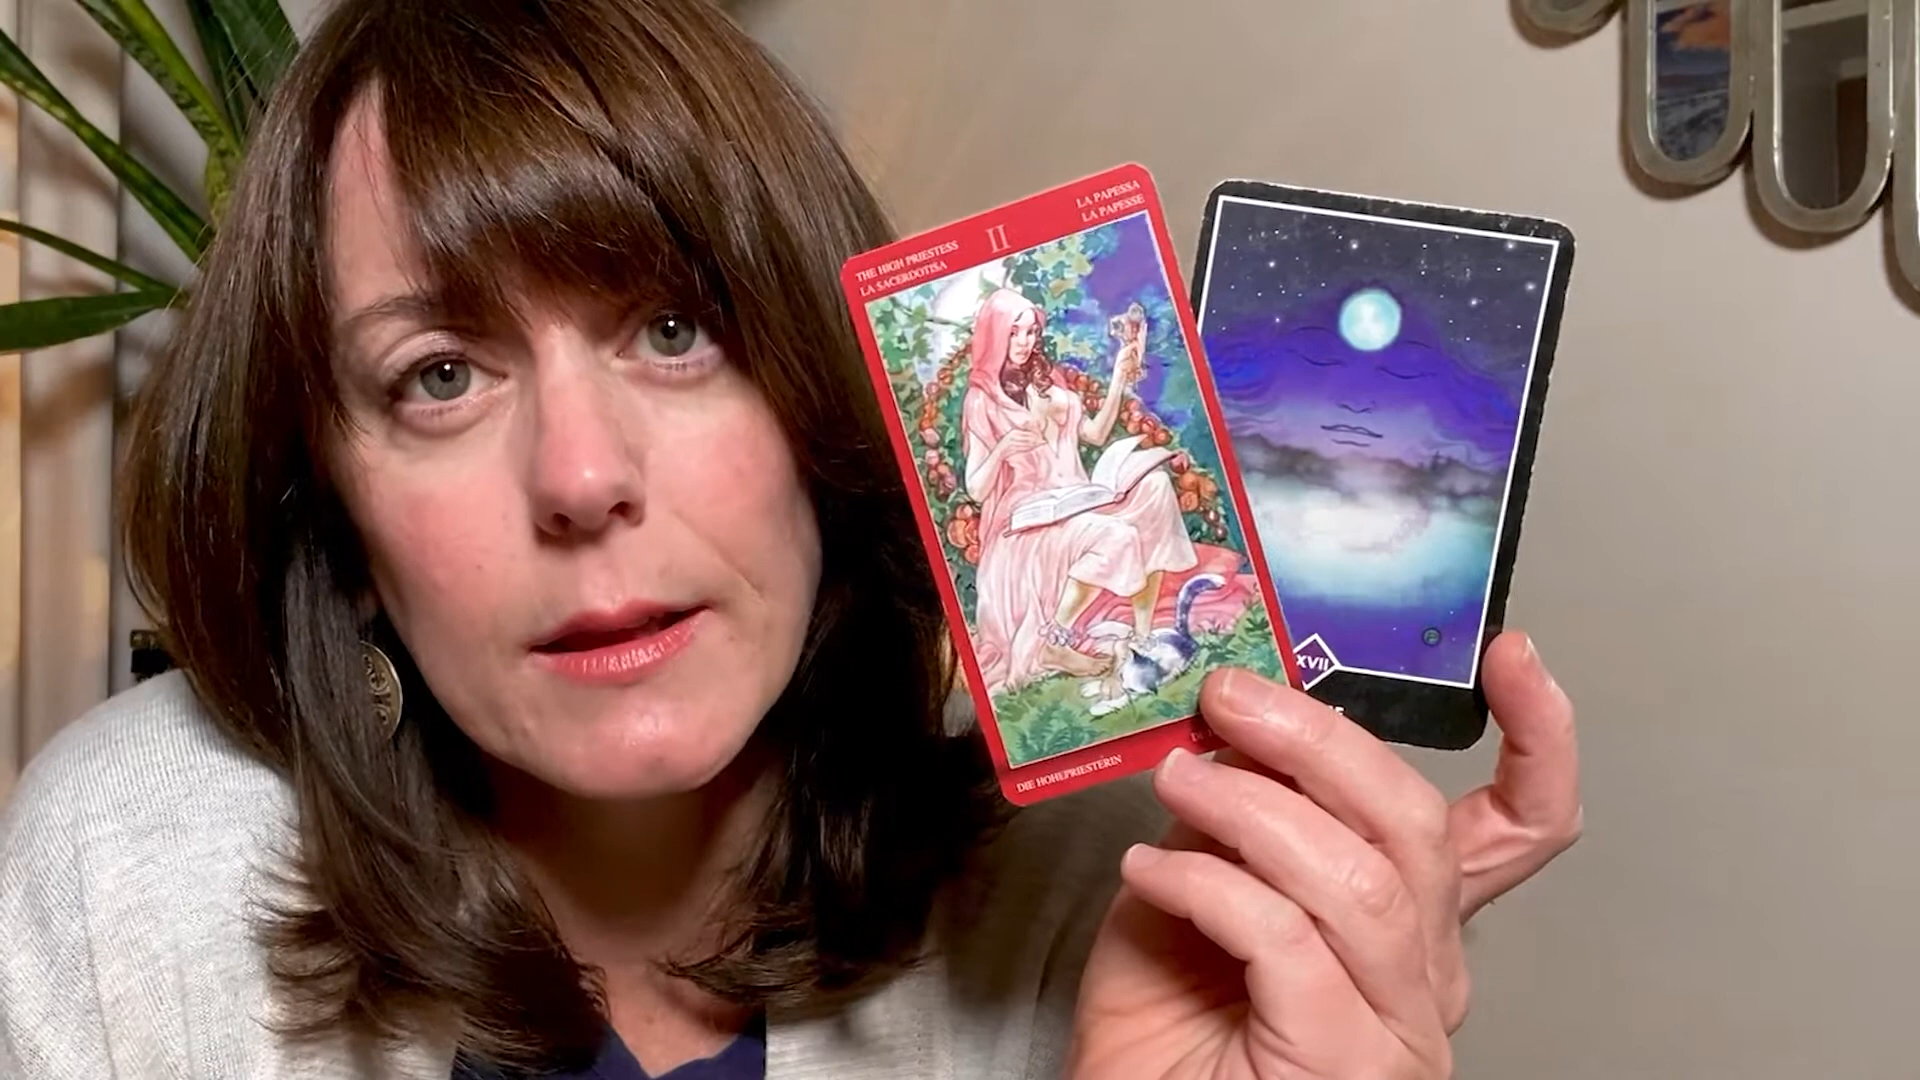 THE HIGH PRIESTESS
LA SACERDOTISA
II
LA PAPESSA
LA PAPESSE
DIE HOHEPRIESTERIN
XVII